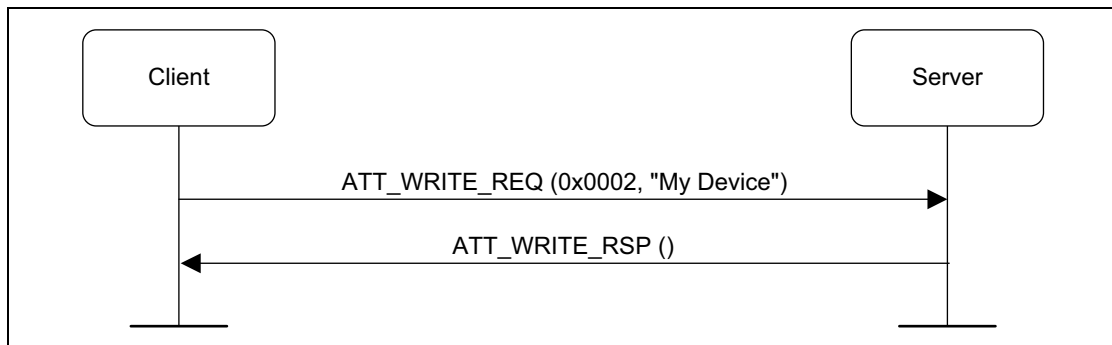 Client
Server
ATT_WRITE_REQ (0x0002, "My Device")
ATT_WRITE_RSP ()